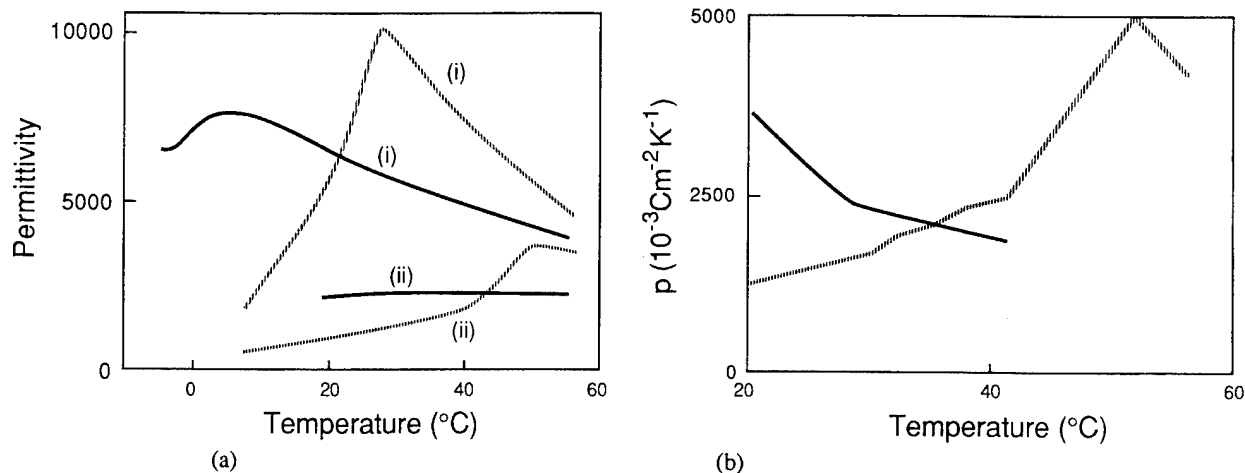 10000
5000
0
Permittivity
(i)
(i)
(ii)
(ii)
0
20
40
60
Temperature (°C)
(a)
5000
2500
0
p (10⁻³Cm⁻²K⁻¹)
20
40
60
Temperature (°C)
(b)